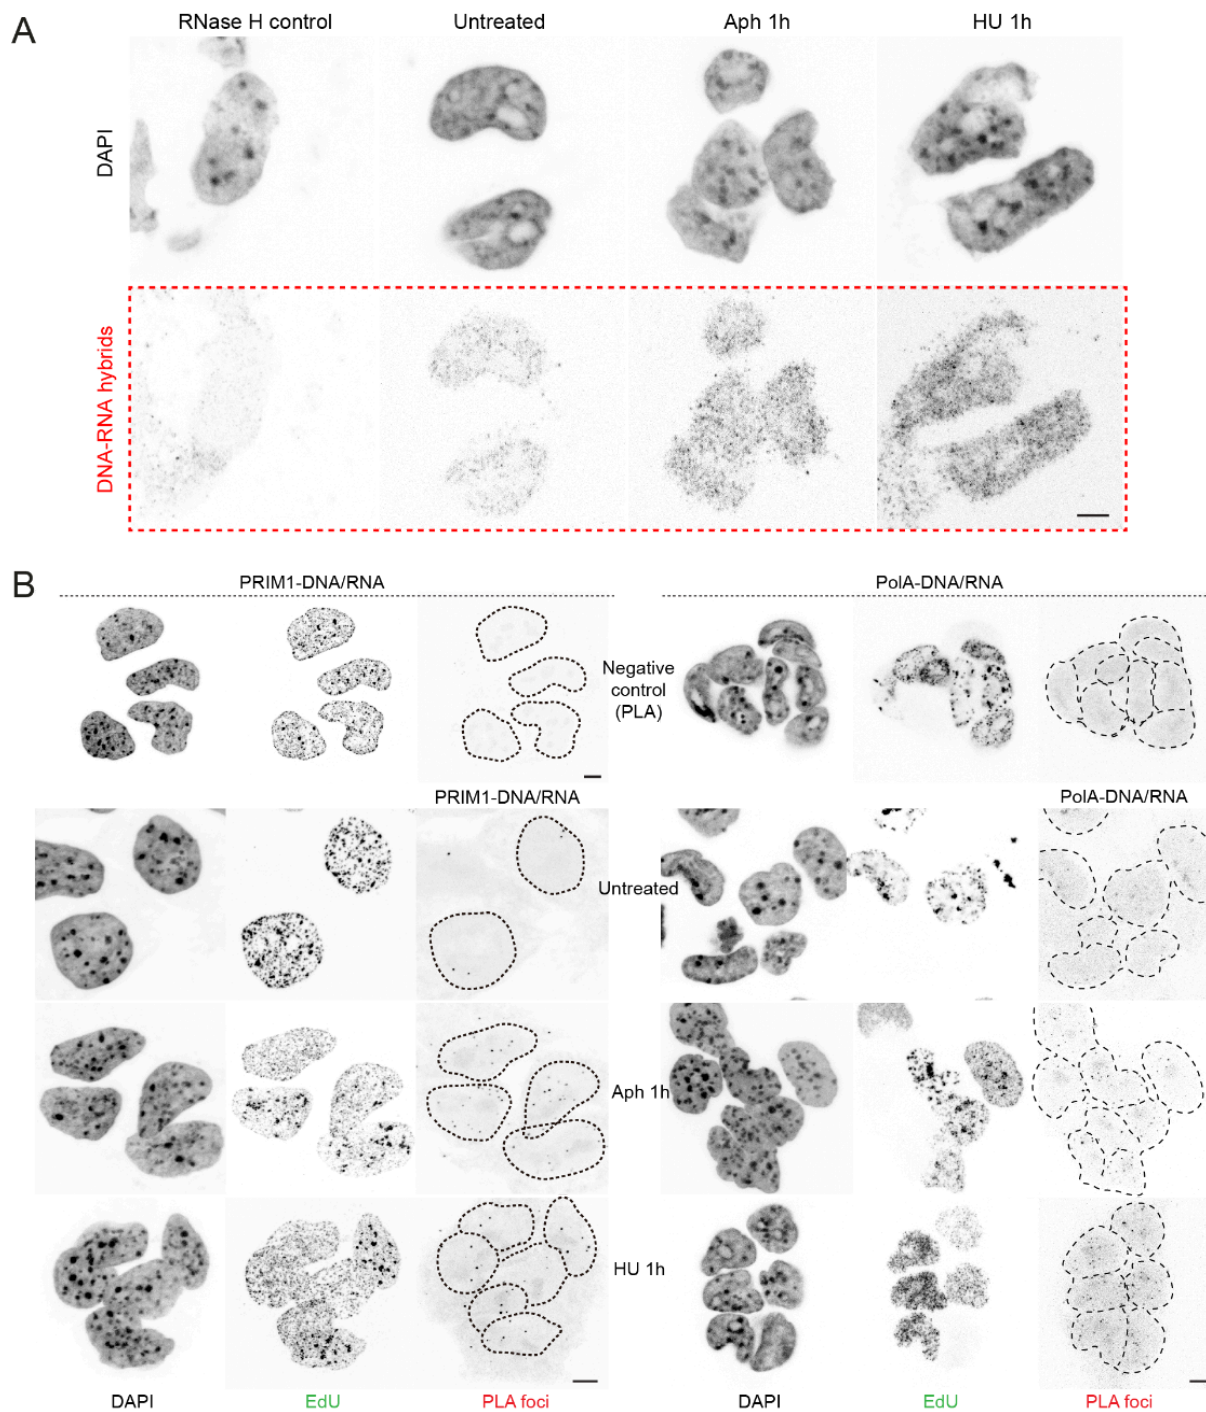 A
RNase H control
Untreated
Aph 1h
HU 1h
DAPI
DNA-RNA hybrids
B
PRIM1-DNA/RNA
PolA-DNA/RNA
Negative
control
(PLA)
PRIM1-DNA/RNA
PolA-DNA/RNA
Untreated
Aph 1h
HU 1h
DAPI
EdU
PLA foci
DAPI
EdU
PLA foci